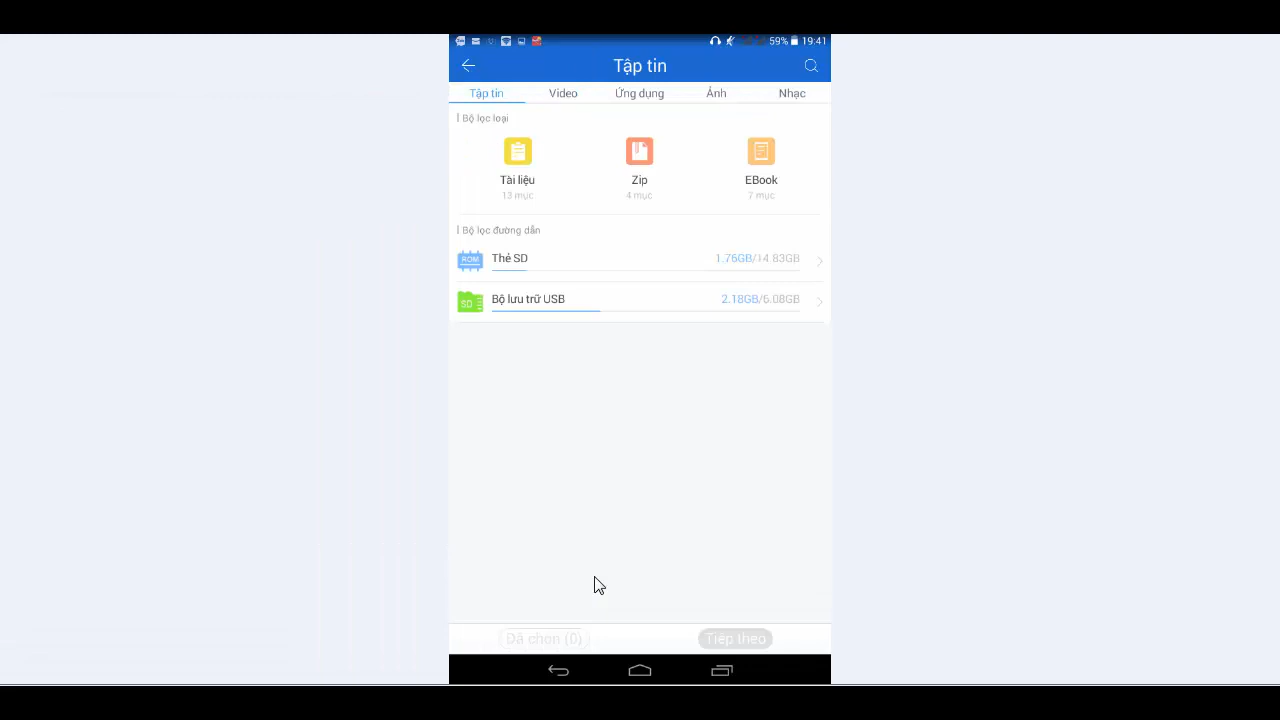 59% 19:41
Tập tin
Tập tin Video Ứng dụng Ảnh Nhạc
Bộ lọc loại
Tài liệu Zip EBook
13 mục 4 mục 7 mục
Bộ lọc đường dẫn
ROM Thẻ SD 1.76GB/14.83GB
SD Bộ lưu trữ USB 2.18GB/6.08GB
Đã chọn (0) Tiếp theo